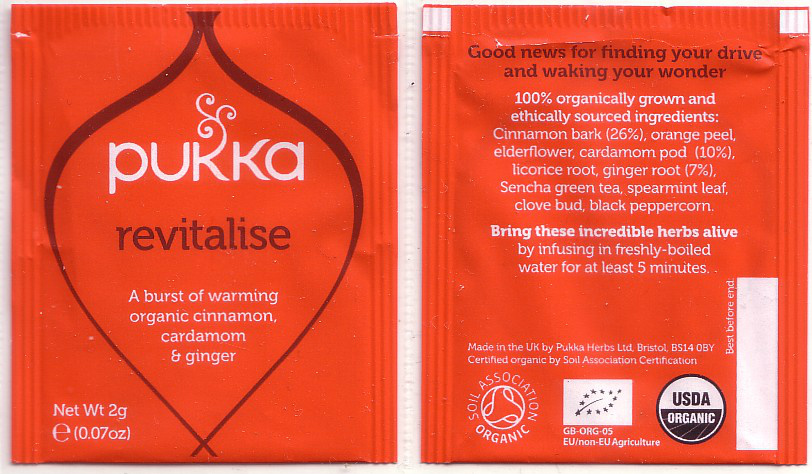 pukka
revitalise
A burst of warming
organic cinnamon,
cardamom
& ginger
Net Wt 2g
℮ (0.07oz)
Good news for finding your drive
and waking your wonder
100% organically grown and
ethically sourced ingredients:
Cinnamon bark (26%), orange peel,
elderflower, cardamom pod (10%),
licorice root, ginger root (7%),
Sencha green tea, spearmint leaf,
clove bud, black peppercorn.
Bring these incredible herbs alive
by infusing in freshly-boiled
water for at least 5 minutes.
Best before end:
Made in the UK by Pukka Herbs Ltd, Bristol, BS14 0BY
Certified organic by Soil Association Certification
SOIL ASSOCIATION
ORGANIC
GB-ORG-05
EU/non-EU Agriculture
USDA
ORGANIC